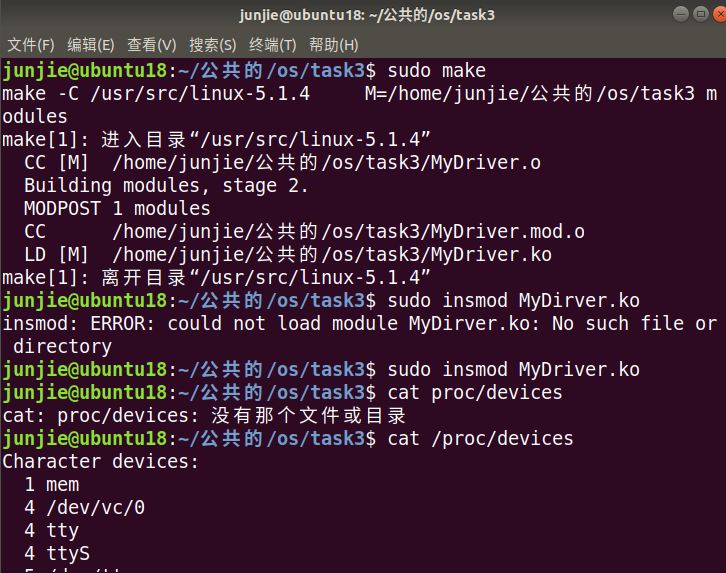 junjie@ubuntu18: ~/公共的/os/task3
文件(F) 编辑(E) 查看(V) 搜索(S) 终端(T) 帮助(H)
junjie@ubuntu18:~/公共的/os/task3$ sudo make
make -C /usr/src/linux-5.1.4     M=/home/junjie/公共的/os/task3 m
odules
make[1]: 进入目录“/usr/src/linux-5.1.4”
  CC [M]  /home/junjie/公共的/os/task3/MyDriver.o
  Building modules, stage 2.
  MODPOST 1 modules
  CC      /home/junjie/公共的/os/task3/MyDriver.mod.o
  LD [M]  /home/junjie/公共的/os/task3/MyDriver.ko
make[1]: 离开目录“/usr/src/linux-5.1.4”
junjie@ubuntu18:~/公共的/os/task3$ sudo insmod MyDirver.ko
insmod: ERROR: could not load module MyDirver.ko: No such file or
 directory
junjie@ubuntu18:~/公共的/os/task3$ sudo insmod MyDriver.ko
junjie@ubuntu18:~/公共的/os/task3$ cat proc/devices
cat: proc/devices: 没有那个文件或目录
junjie@ubuntu18:~/公共的/os/task3$ cat /proc/devices
Character devices:
  1 mem
  4 /dev/vc/0
  4 tty
  4 ttyS